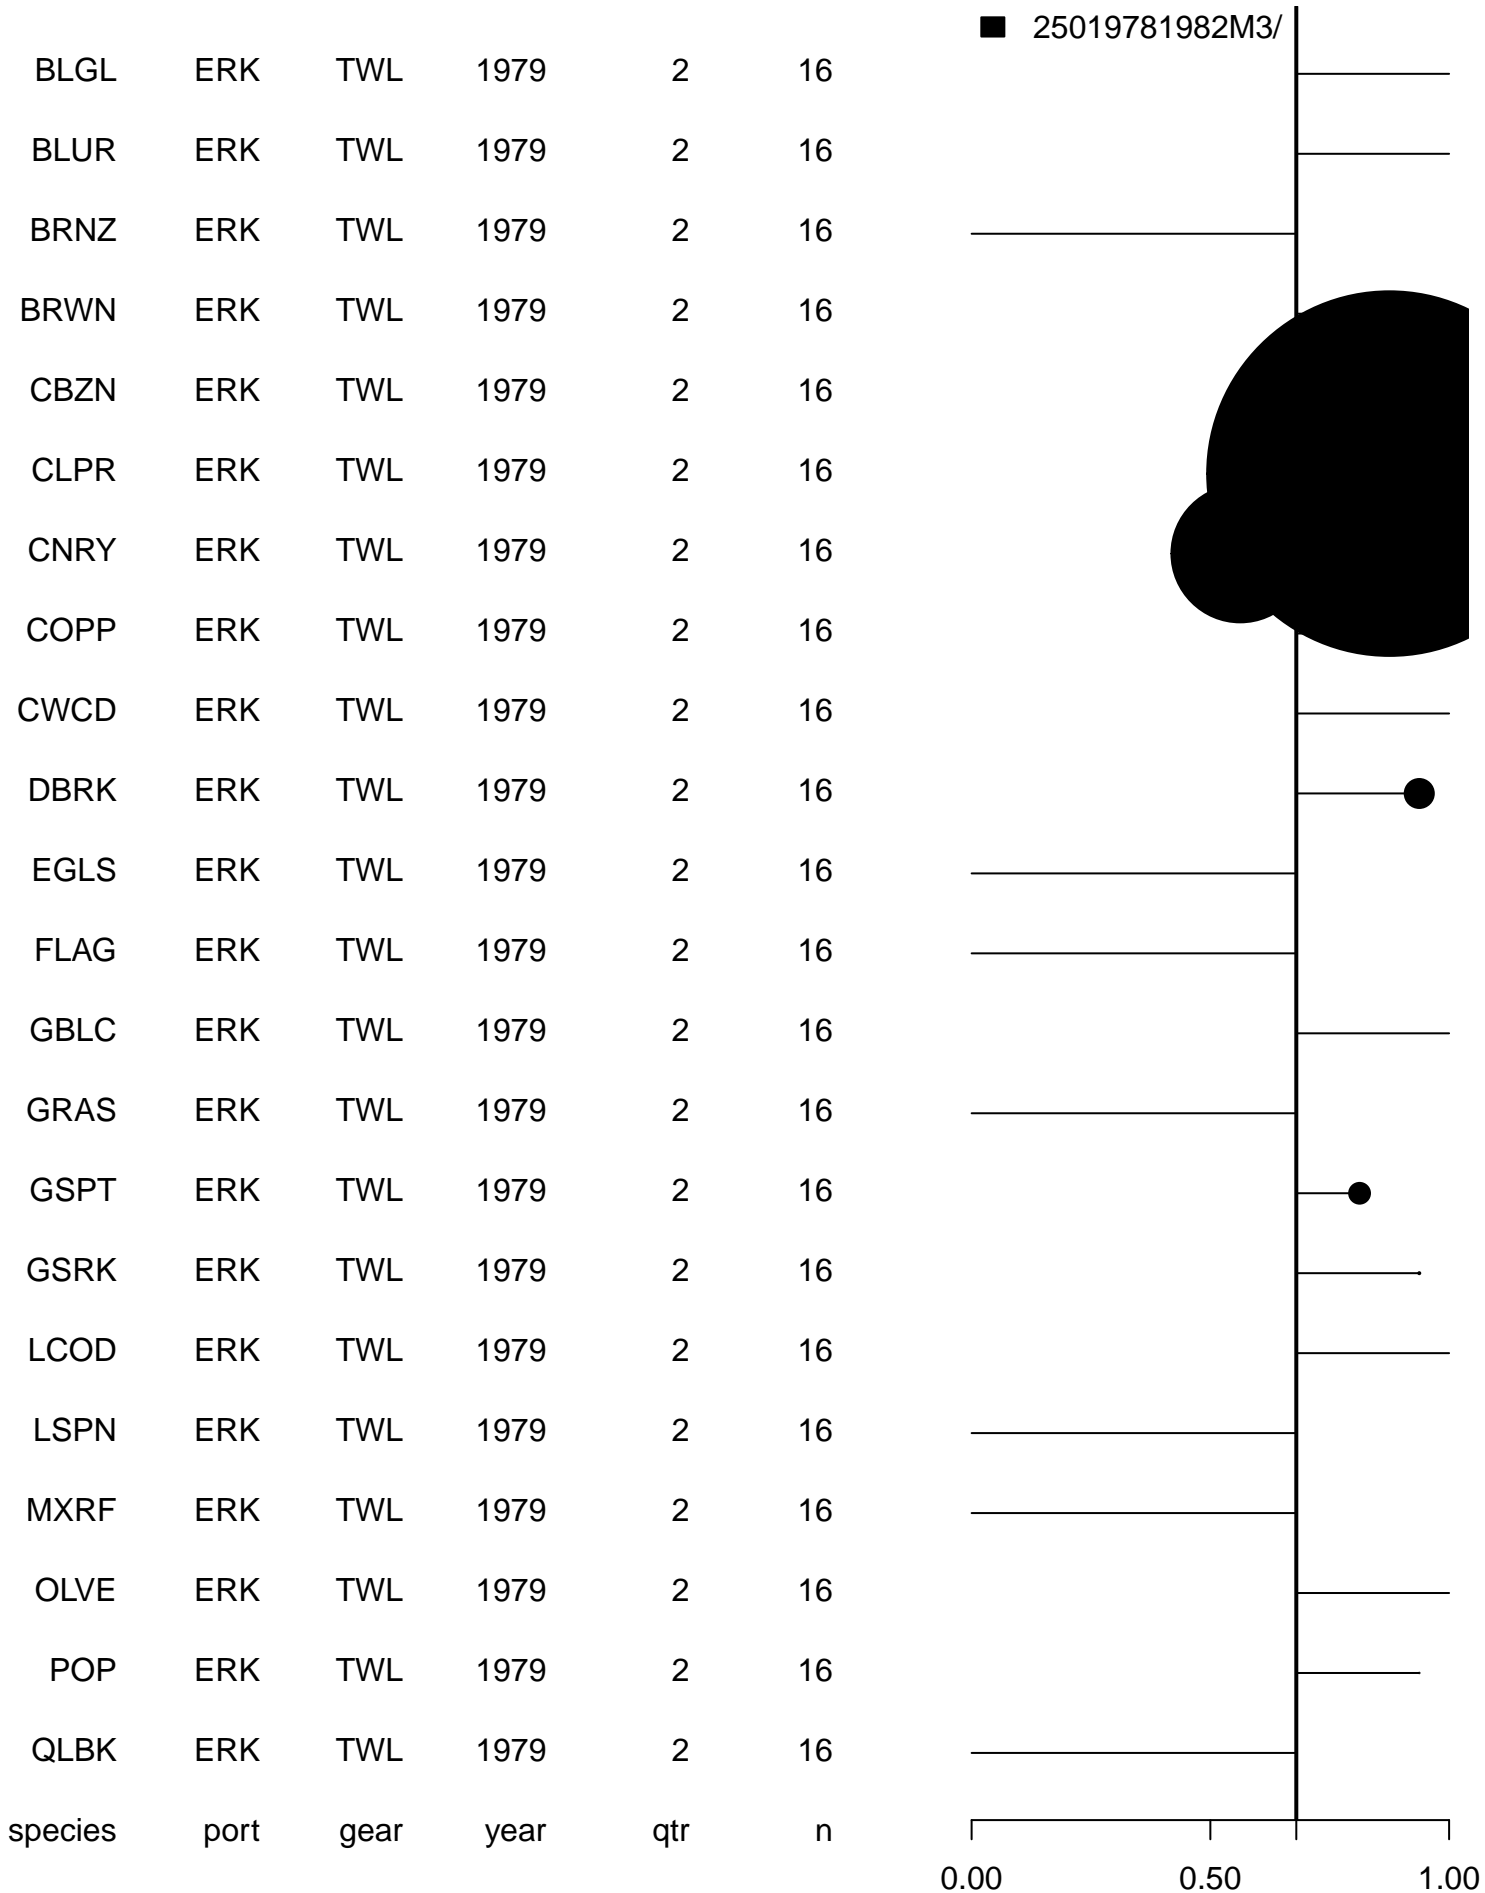 25019781982M3/
BLGL ERK TWL 1979 2 16
BLUR ERK TWL 1979 2 16
BRNZ ERK TWL 1979 2 16
BRWN ERK TWL 1979 2 16
CBZN ERK TWL 1979 2 16
CLPR ERK TWL 1979 2 16
CNRY ERK TWL 1979 2 16
COPP ERK TWL 1979 2 16
CWCD ERK TWL 1979 2 16
DBRK ERK TWL 1979 2 16
EGLS ERK TWL 1979 2 16
FLAG ERK TWL 1979 2 16
GBLC ERK TWL 1979 2 16
GRAS ERK TWL 1979 2 16
GSPT ERK TWL 1979 2 16
GSRK ERK TWL 1979 2 16
LCOD ERK TWL 1979 2 16
LSPN ERK TWL 1979 2 16
MXRF ERK TWL 1979 2 16
OLVE ERK TWL 1979 2 16
POP ERK TWL 1979 2 16
QLBK ERK TWL 1979 2 16
species port gear year qtr n
0.00 0.50 1.00